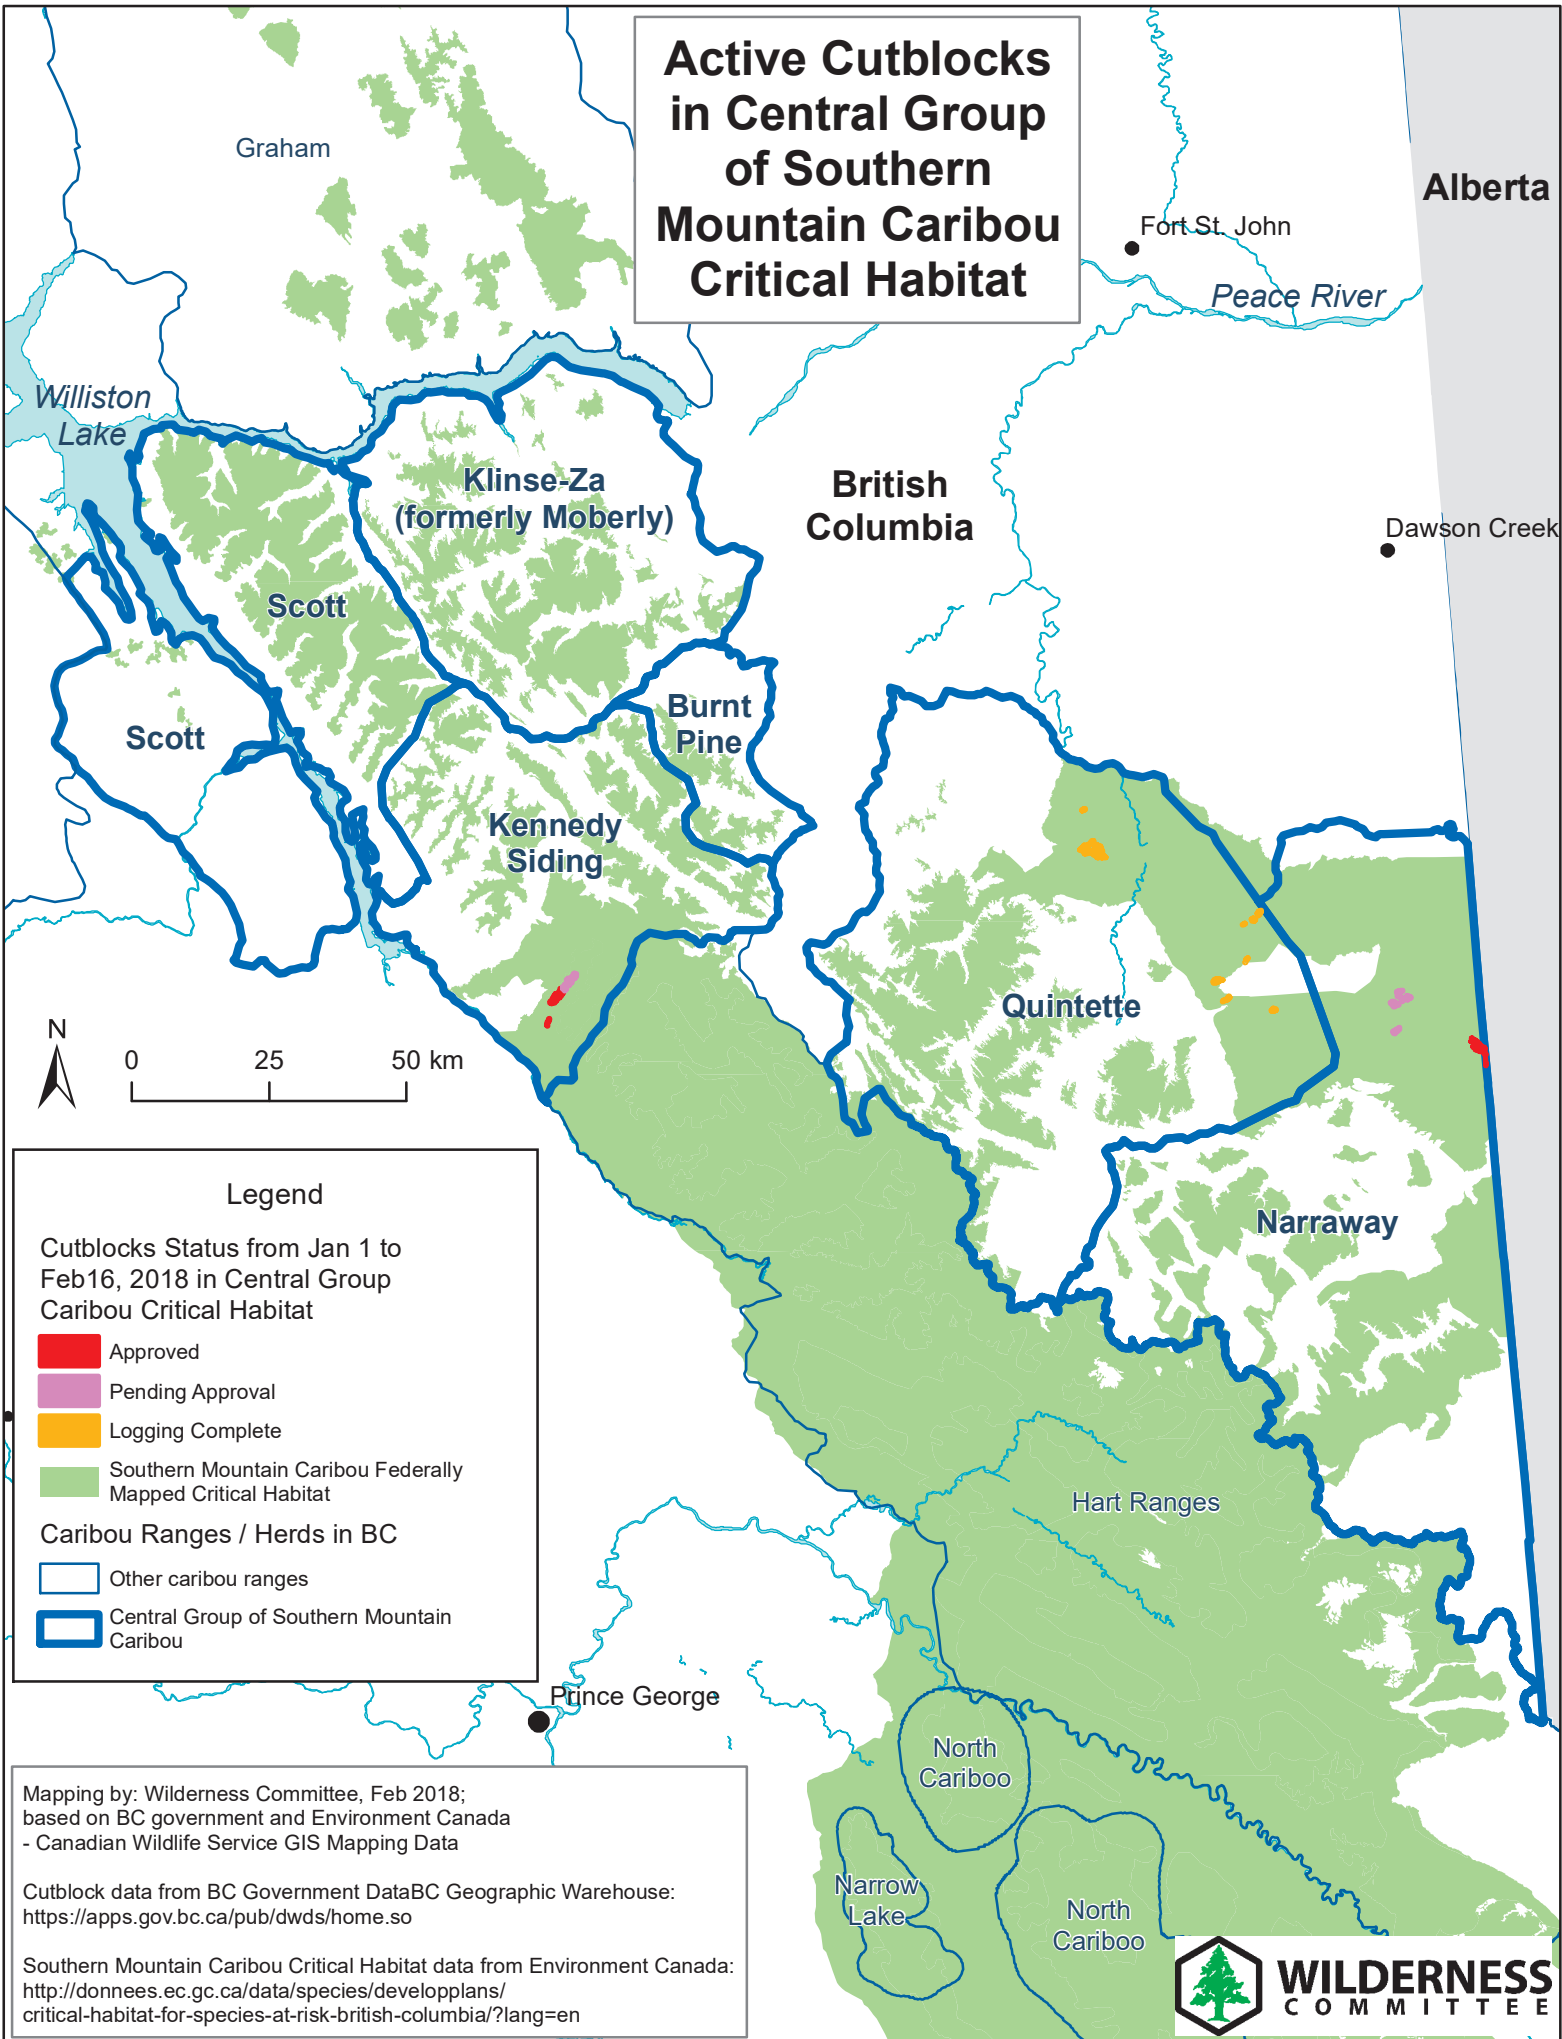 Active Cutblocks
in Central Group
of Southern
Mountain Caribou
Critical Habitat
Graham
Alberta
Fort St. John
Peace River
Williston
Lake
Klinse-Za
(formerly Moberly)
British
Columbia
Dawson Creek
Scott
Scott
Burnt
Pine
Kennedy
Siding
Quintette
N
0 25 50 km
Narraway
Legend
Cutblocks Status from Jan 1 to
Feb16, 2018 in Central Group
Caribou Critical Habitat
Approved
Pending Approval
Logging Complete
Southern Mountain Caribou Federally
Mapped Critical Habitat
Caribou Ranges / Herds in BC
Other caribou ranges
Central Group of Southern Mountain
Caribou
Hart Ranges
Prince George
North
Cariboo
Narrow
Lake
North
Cariboo
Mapping by: Wilderness Committee, Feb 2018;
based on BC government and Environment Canada
- Canadian Wildlife Service GIS Mapping Data
Cutblock data from BC Government DataBC Geographic Warehouse:
https://apps.gov.bc.ca/pub/dwds/home.so
Southern Mountain Caribou Critical Habitat data from Environment Canada:
http://donnees.ec.gc.ca/data/species/developplans/
critical-habitat-for-species-at-risk-british-columbia/?lang=en
WILDERNESS
COMMITTEE